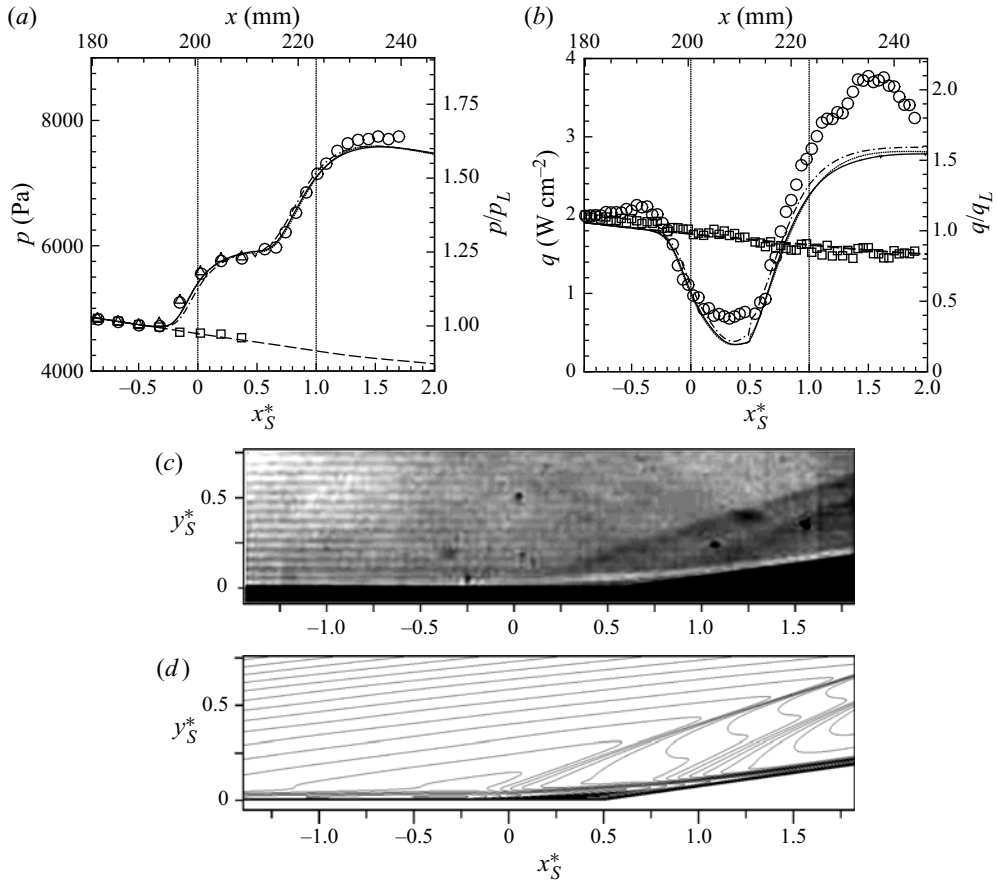 (a)
x (mm)
180 200 220 240
8000
6000
4000
p (Pa)
1.75
1.50
1.25
1.00
p/p_L
−0.5 0 0.5 1.0 1.5 2.0
x*_S
(b)
x (mm)
180 200 220 240
4
3
2
1
0
q (W cm−2)
2.0
1.5
1.0
0.5
0
q/q_L
−0.5 0 0.5 1.0 1.5 2.0
x*_S
(c)
0.5
y*_S
0
−1.0 −0.5 0 0.5 1.0 1.5
(d)
0.5
y*_S
0
−1.0 −0.5 0 0.5 1.0 1.5
x*_S